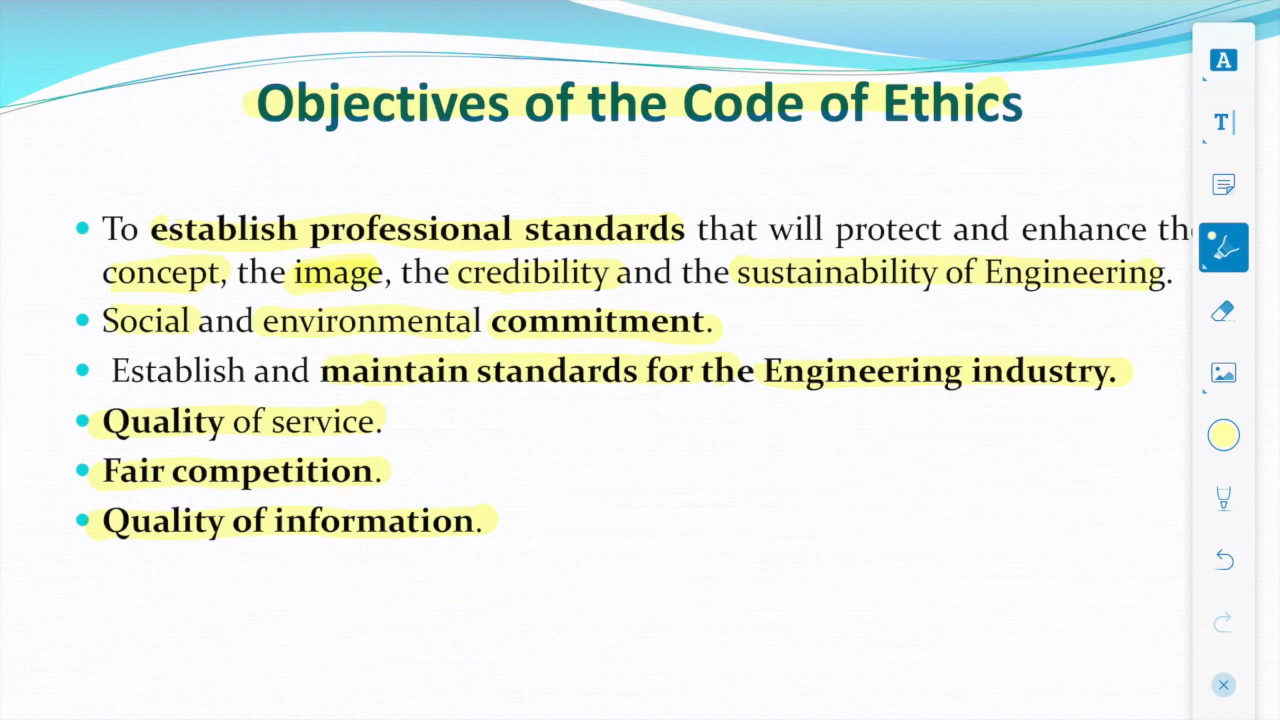 Objectives of the Code of Ethics
• To establish professional standards that will protect and enhance the
concept, the image, the credibility and the sustainability of Engineering.
• Social and environmental commitment.
• Establish and maintain standards for the Engineering industry.
• Quality of service.
• Fair competition.
• Quality of information.
A
T